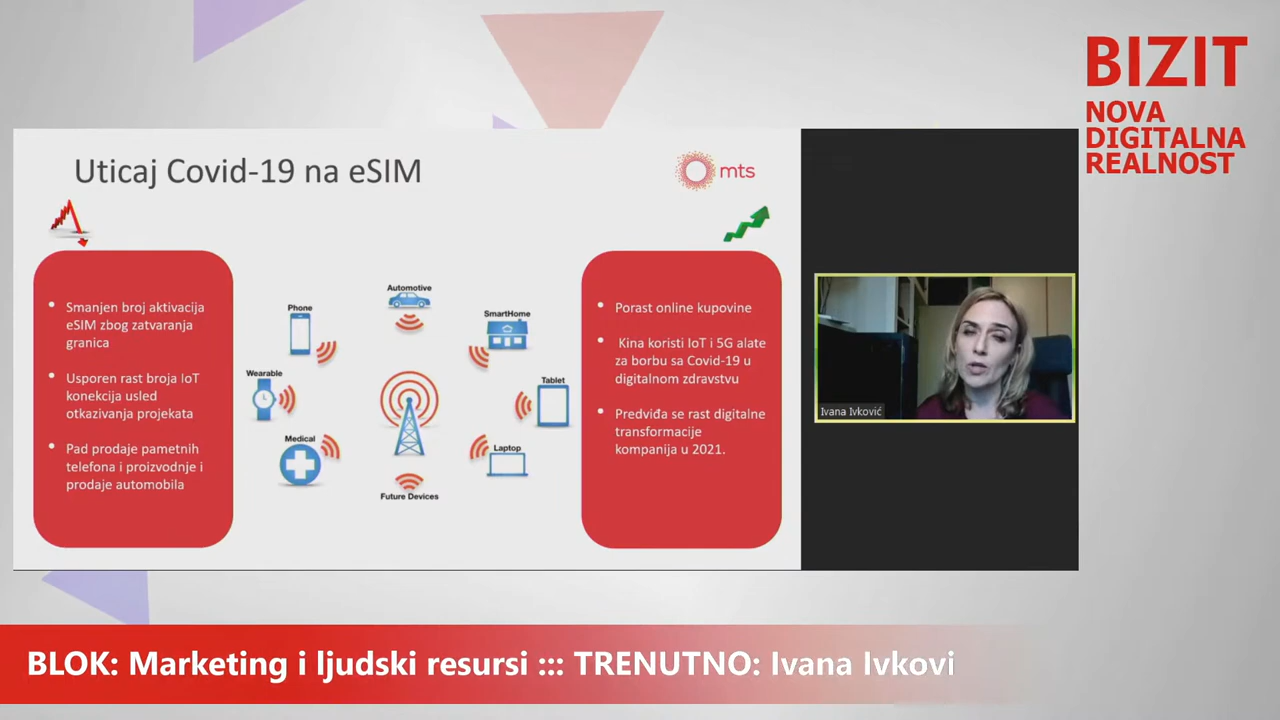 BIZIT
NOVA
DIGITALNA
REALNOST
Uticaj Covid-19 na eSIM
mts
Smanjen broj aktivacija
eSIM zbog zatvaranja
granica
Usporen rast broja IoT
konekcija usled
otkazivanja projekata
Pad prodaje pametnih
telefona i proizvodnje i
prodaje automobila
Automotive
Phone
SmartHome
Wearable
Tablet
Medical
Laptop
Future Devices
Porast online kupovine
Kina koristi IoT i 5G alate
za borbu sa Covid-19 u
digitalnom zdravstvu
Predviđa se rast digitalne
transformacije
kompanija u 2021.
Ivana Ivković
BLOK: Marketing i ljudski resursi ::: TRENUTNO: Ivana Ivkovi